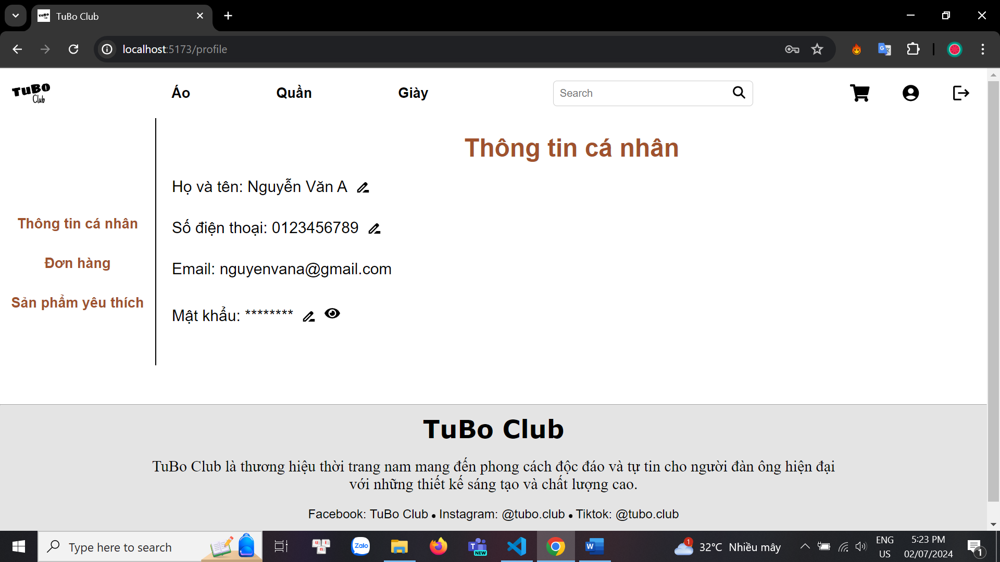 TuBo Club
localhost:5173/profile
TuBo Club
Áo
Quần
Giày
Search
Thông tin cá nhân
Đơn hàng
Sản phẩm yêu thích
Thông tin cá nhân
Họ và tên: Nguyễn Văn A
Số điện thoại: 0123456789
Email: nguyenvana@gmail.com
Mật khẩu: ********
TuBo Club
TuBo Club là thương hiệu thời trang nam mang đến phong cách độc đáo và tự tin cho người đàn ông hiện đại
với những thiết kế sáng tạo và chất lượng cao.
Facebook: TuBo Club • Instagram: @tubo.club • Tiktok: @tubo.club
Type here to search
Zalo
NEW
1
32°C Nhiều mây
ENG
US
5:23 PM
02/07/2024
1